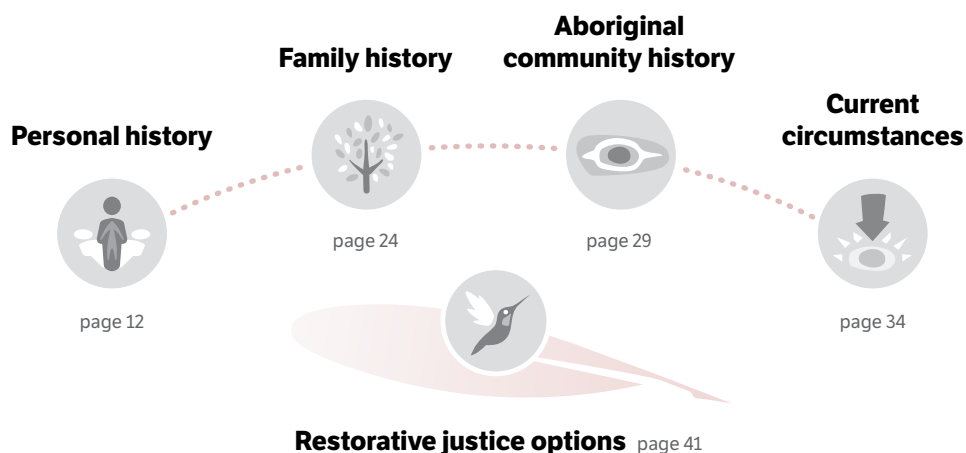 Personal history
page 12
Family history
page 24
Aboriginal
community history
page 29
Current
circumstances
page 34
Restorative justice options page 41